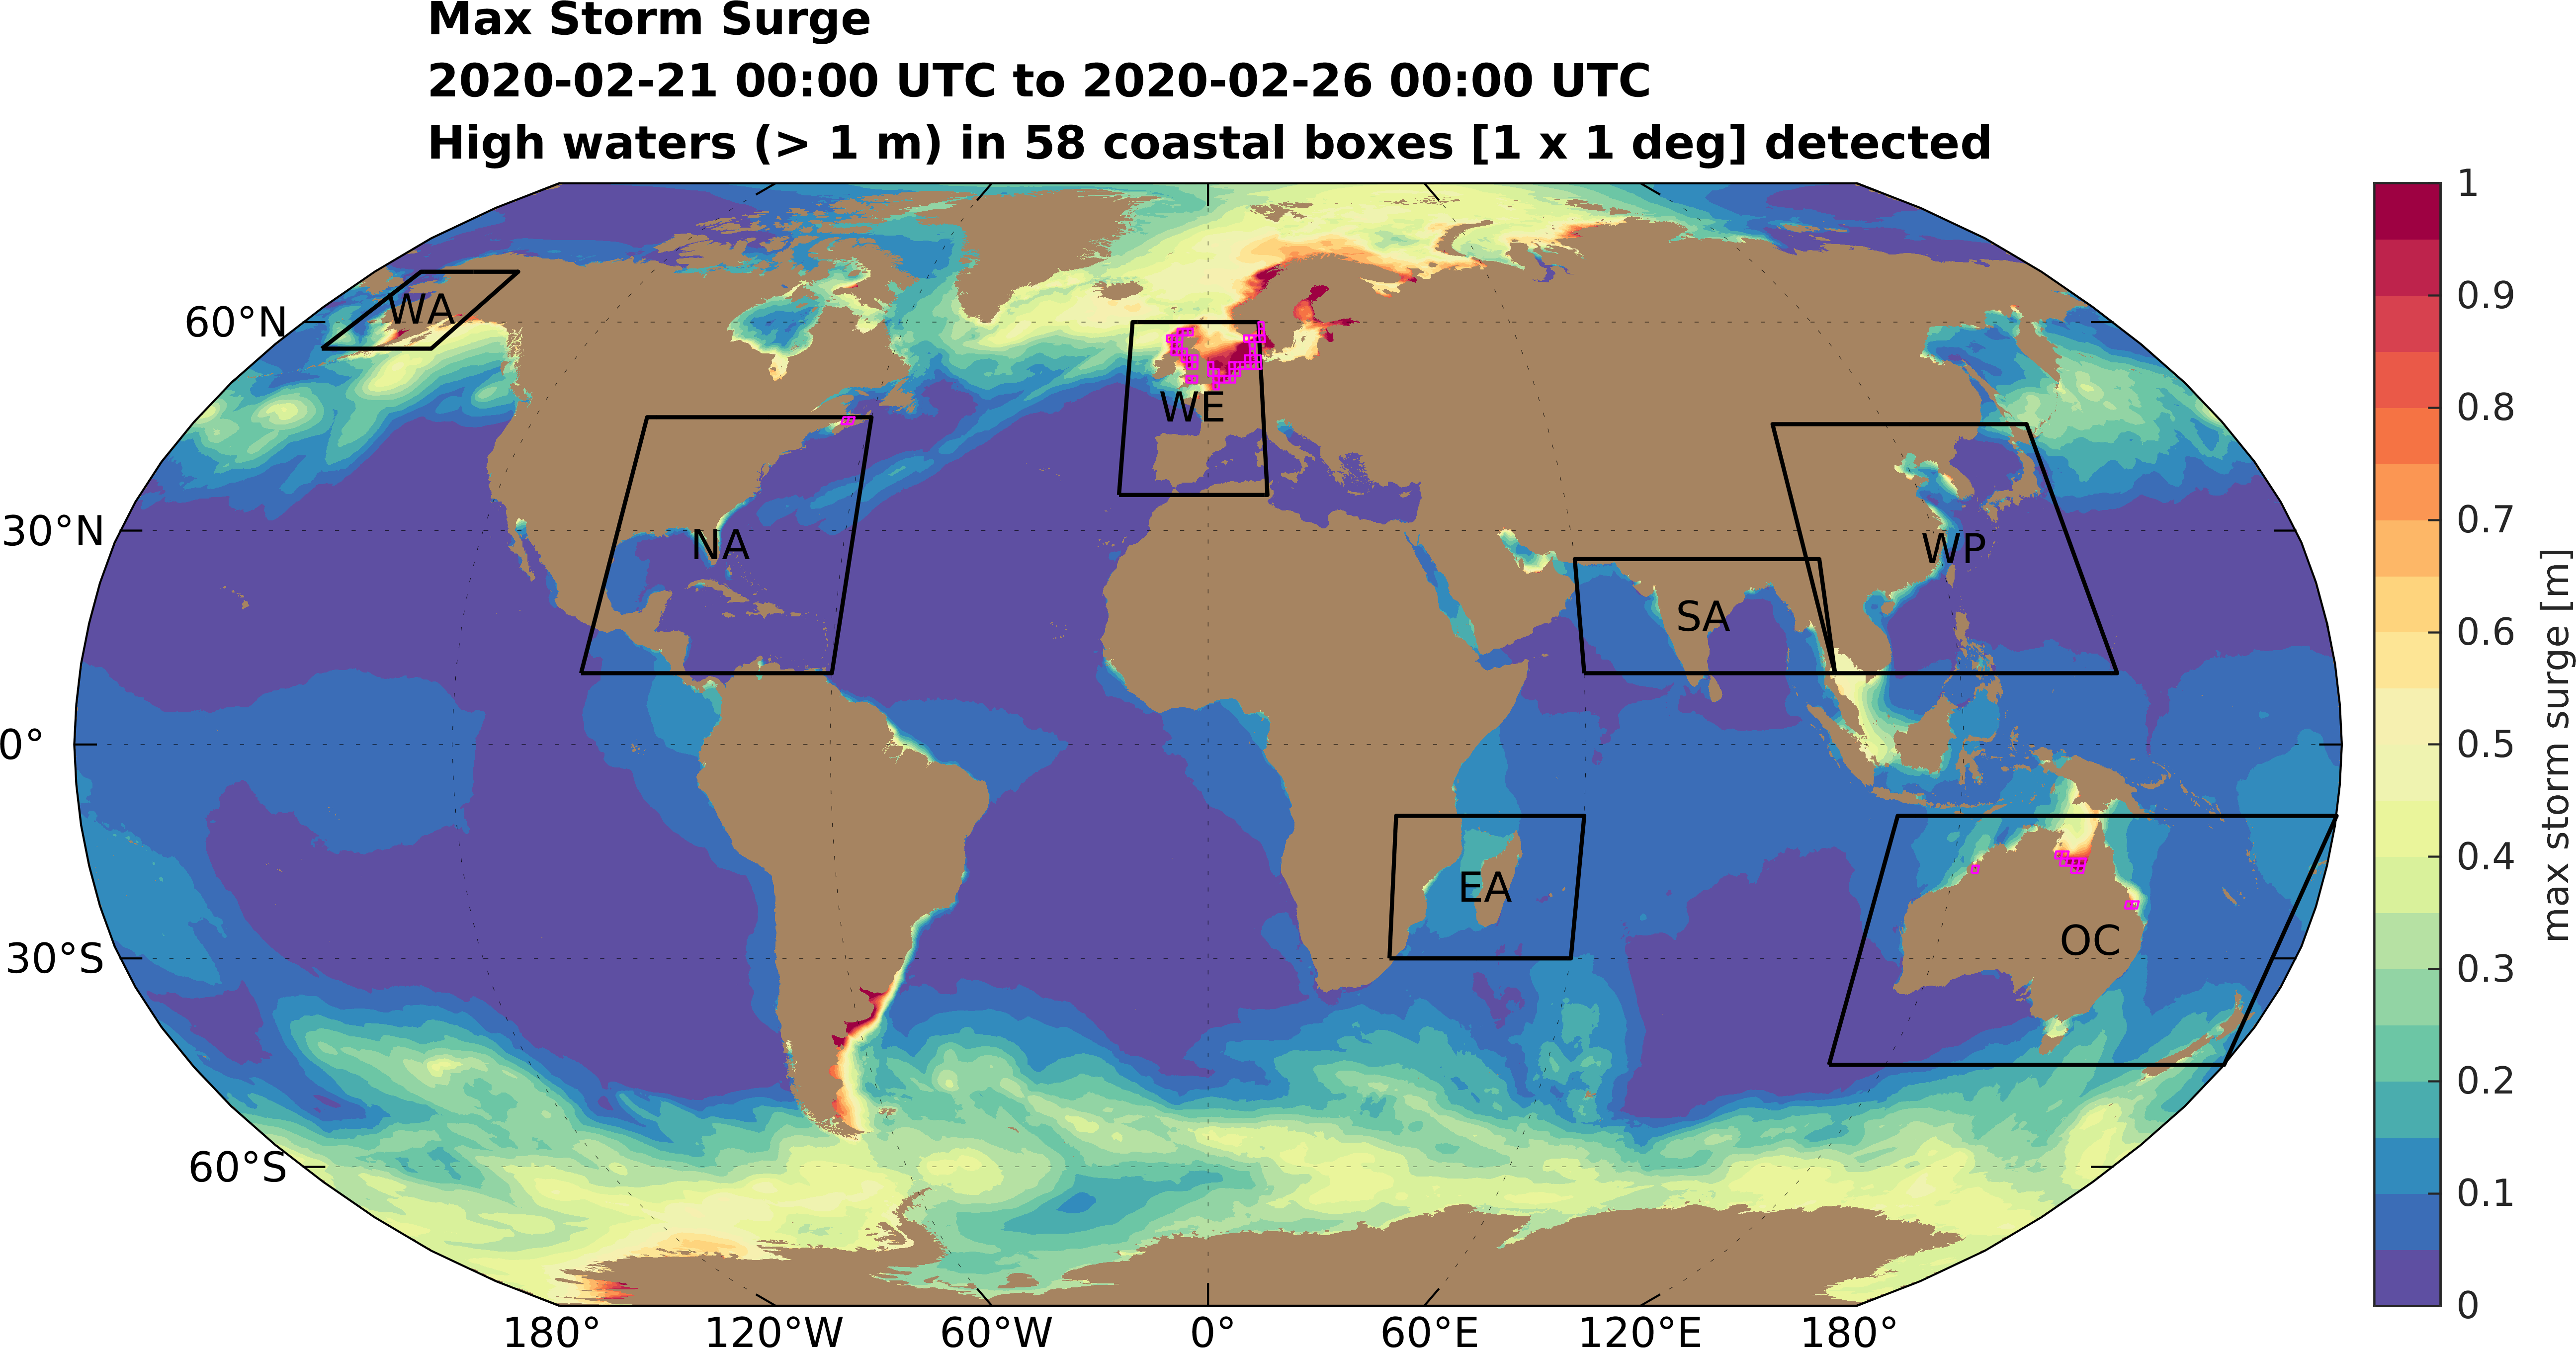 Max Storm Surge
2020-02-21 00:00 UTC to 2020-02-26 00:00 UTC
High waters (> 1 m) in 58 coastal boxes [1 x 1 deg] detected
60°N
30°N
0°
30°S
60°S
WA
NA
WE
SA
WP
EA
OC
180°
120°W
60°W
0°
60°E
120°E
180°
1
0.9
0.8
0.7
0.6
0.5
0.4
0.3
0.2
0.1
0
max storm surge [m]